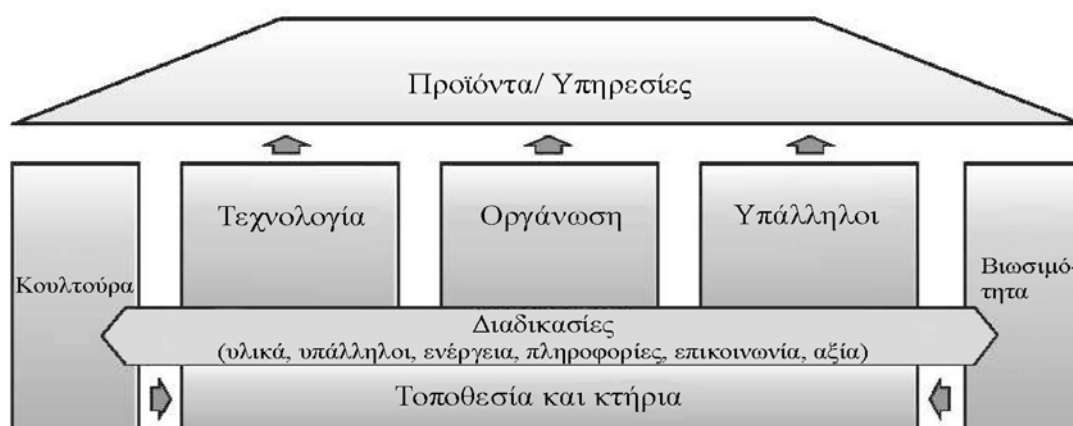 Προϊόντα/ Υπηρεσίες
Τεχνολογία
Οργάνωση
Υπάλληλοι
Κουλτούρα
Βιωσιμό-
τητα
Διαδικασίες
(υλικά, υπάλληλοι, ενέργεια, πληροφορίες, επικοινωνία, αξία)
Τοποθεσία και κτήρια